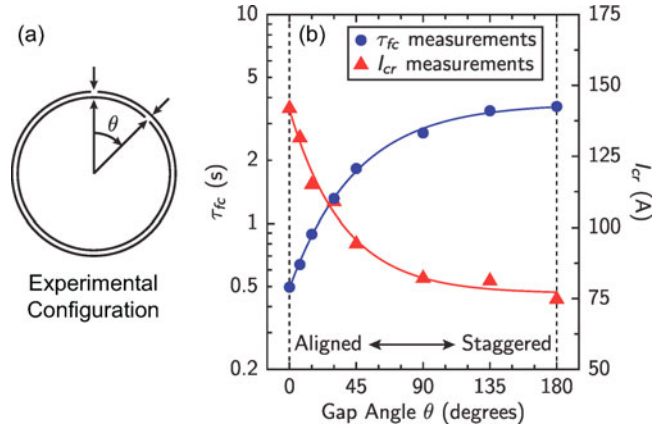 (a)
θ
Experimental
Configuration
(b)
τfc measurements
Icr measurements
10
5
2
1
0.5
0.2
τfc (s)
175
150
125
100
75
50
Icr (A)
Aligned
Staggered
0 45 90 135 180
Gap Angle θ (degrees)